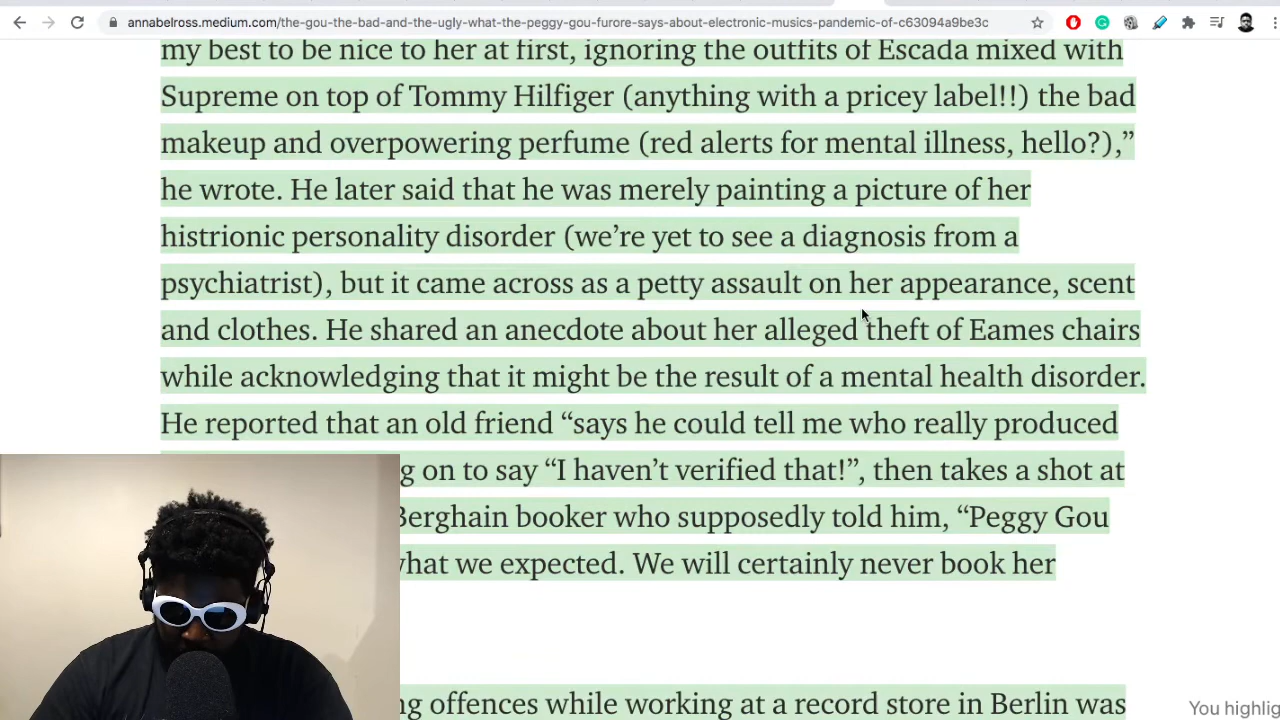 annabelross.medium.com/the-gou-the-bad-and-the-ugly-what-the-peggy-gou-furore-says-about-electronic-musics-pandemic-of-c63094a9be3c
my best to be nice to her at first, ignoring the outfits of Escada mixed with
Supreme on top of Tommy Hilfiger (anything with a pricey label!!) the bad
makeup and overpowering perfume (red alerts for mental illness, hello?),”
he wrote. He later said that he was merely painting a picture of her
histrionic personality disorder (we’re yet to see a diagnosis from a
psychiatrist), but it came across as a petty assault on her appearance, scent
and clothes. He shared an anecdote about her alleged theft of Eames chairs
while acknowledging that it might be the result of a mental health disorder.
He reported that an old friend “says he could tell me who really produced
g on to say “I haven’t verified that!”, then takes a shot at
Berghain booker who supposedly told him, “Peggy Gou
what we expected. We will certainly never book her
ng offences while working at a record store in Berlin was
You highlig